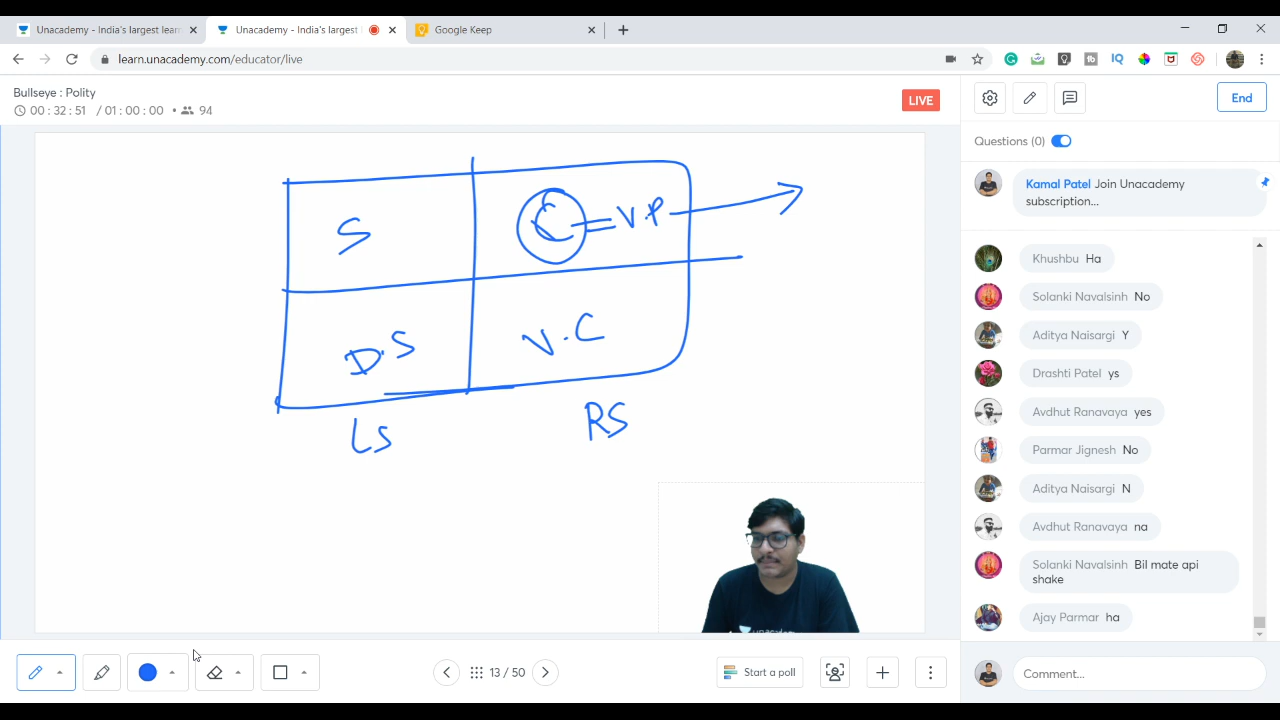 Unacademy - India's largest lear
Unacademy - India's largest
Google Keep
learn.unacademy.com/educator/live
Bullseye : Polity
00 : 32 : 51 / 01 : 00 : 00 • 94
LIVE
End
Questions (0)
Kamal Patel Join Unacademy
subscription...
Khushbu Ha
Solanki Navalsinh No
Aditya Naisargi Y
Drashti Patel ys
Avdhut Ranavaya yes
Parmar Jignesh No
Aditya Naisargi N
Avdhut Ranavaya na
Solanki Navalsinh Bil mate api
shake
Ajay Parmar ha
S
C = V.P
D.S
V.C
LS
RS
13 / 50
Start a poll
Comment...
IQ